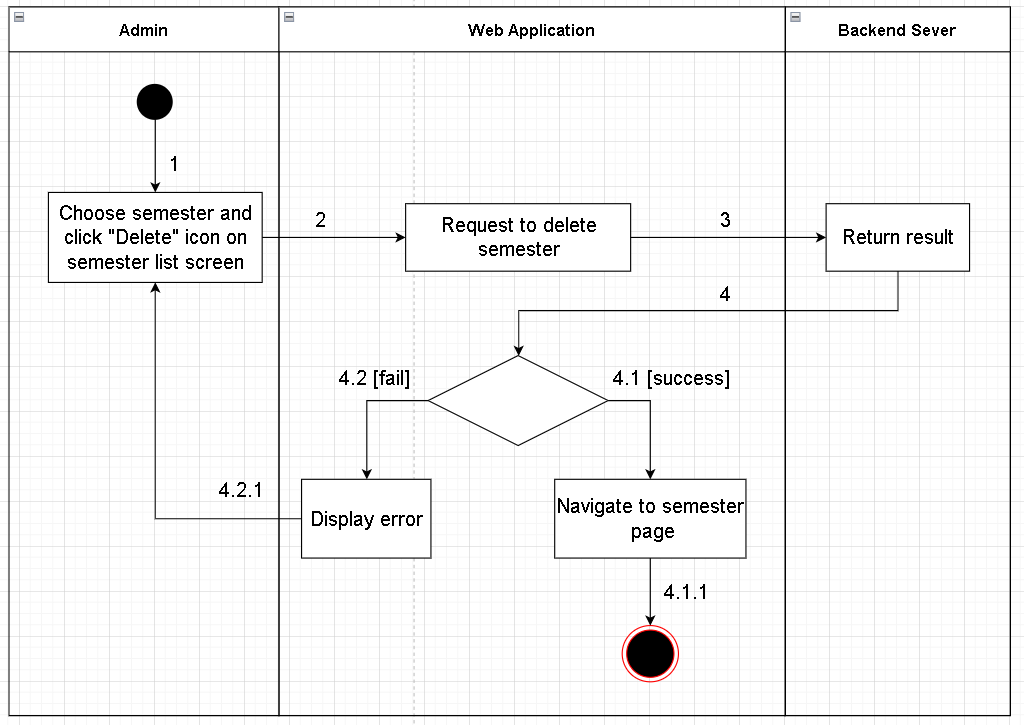 Admin
Web Application
Backend Sever
1
Choose semester and
click "Delete" icon on
semester list screen
2
Request to delete
semester
3
Return result
4
4.2 [fail]
4.1 [success]
4.2.1
Display error
Navigate to semester
page
4.1.1